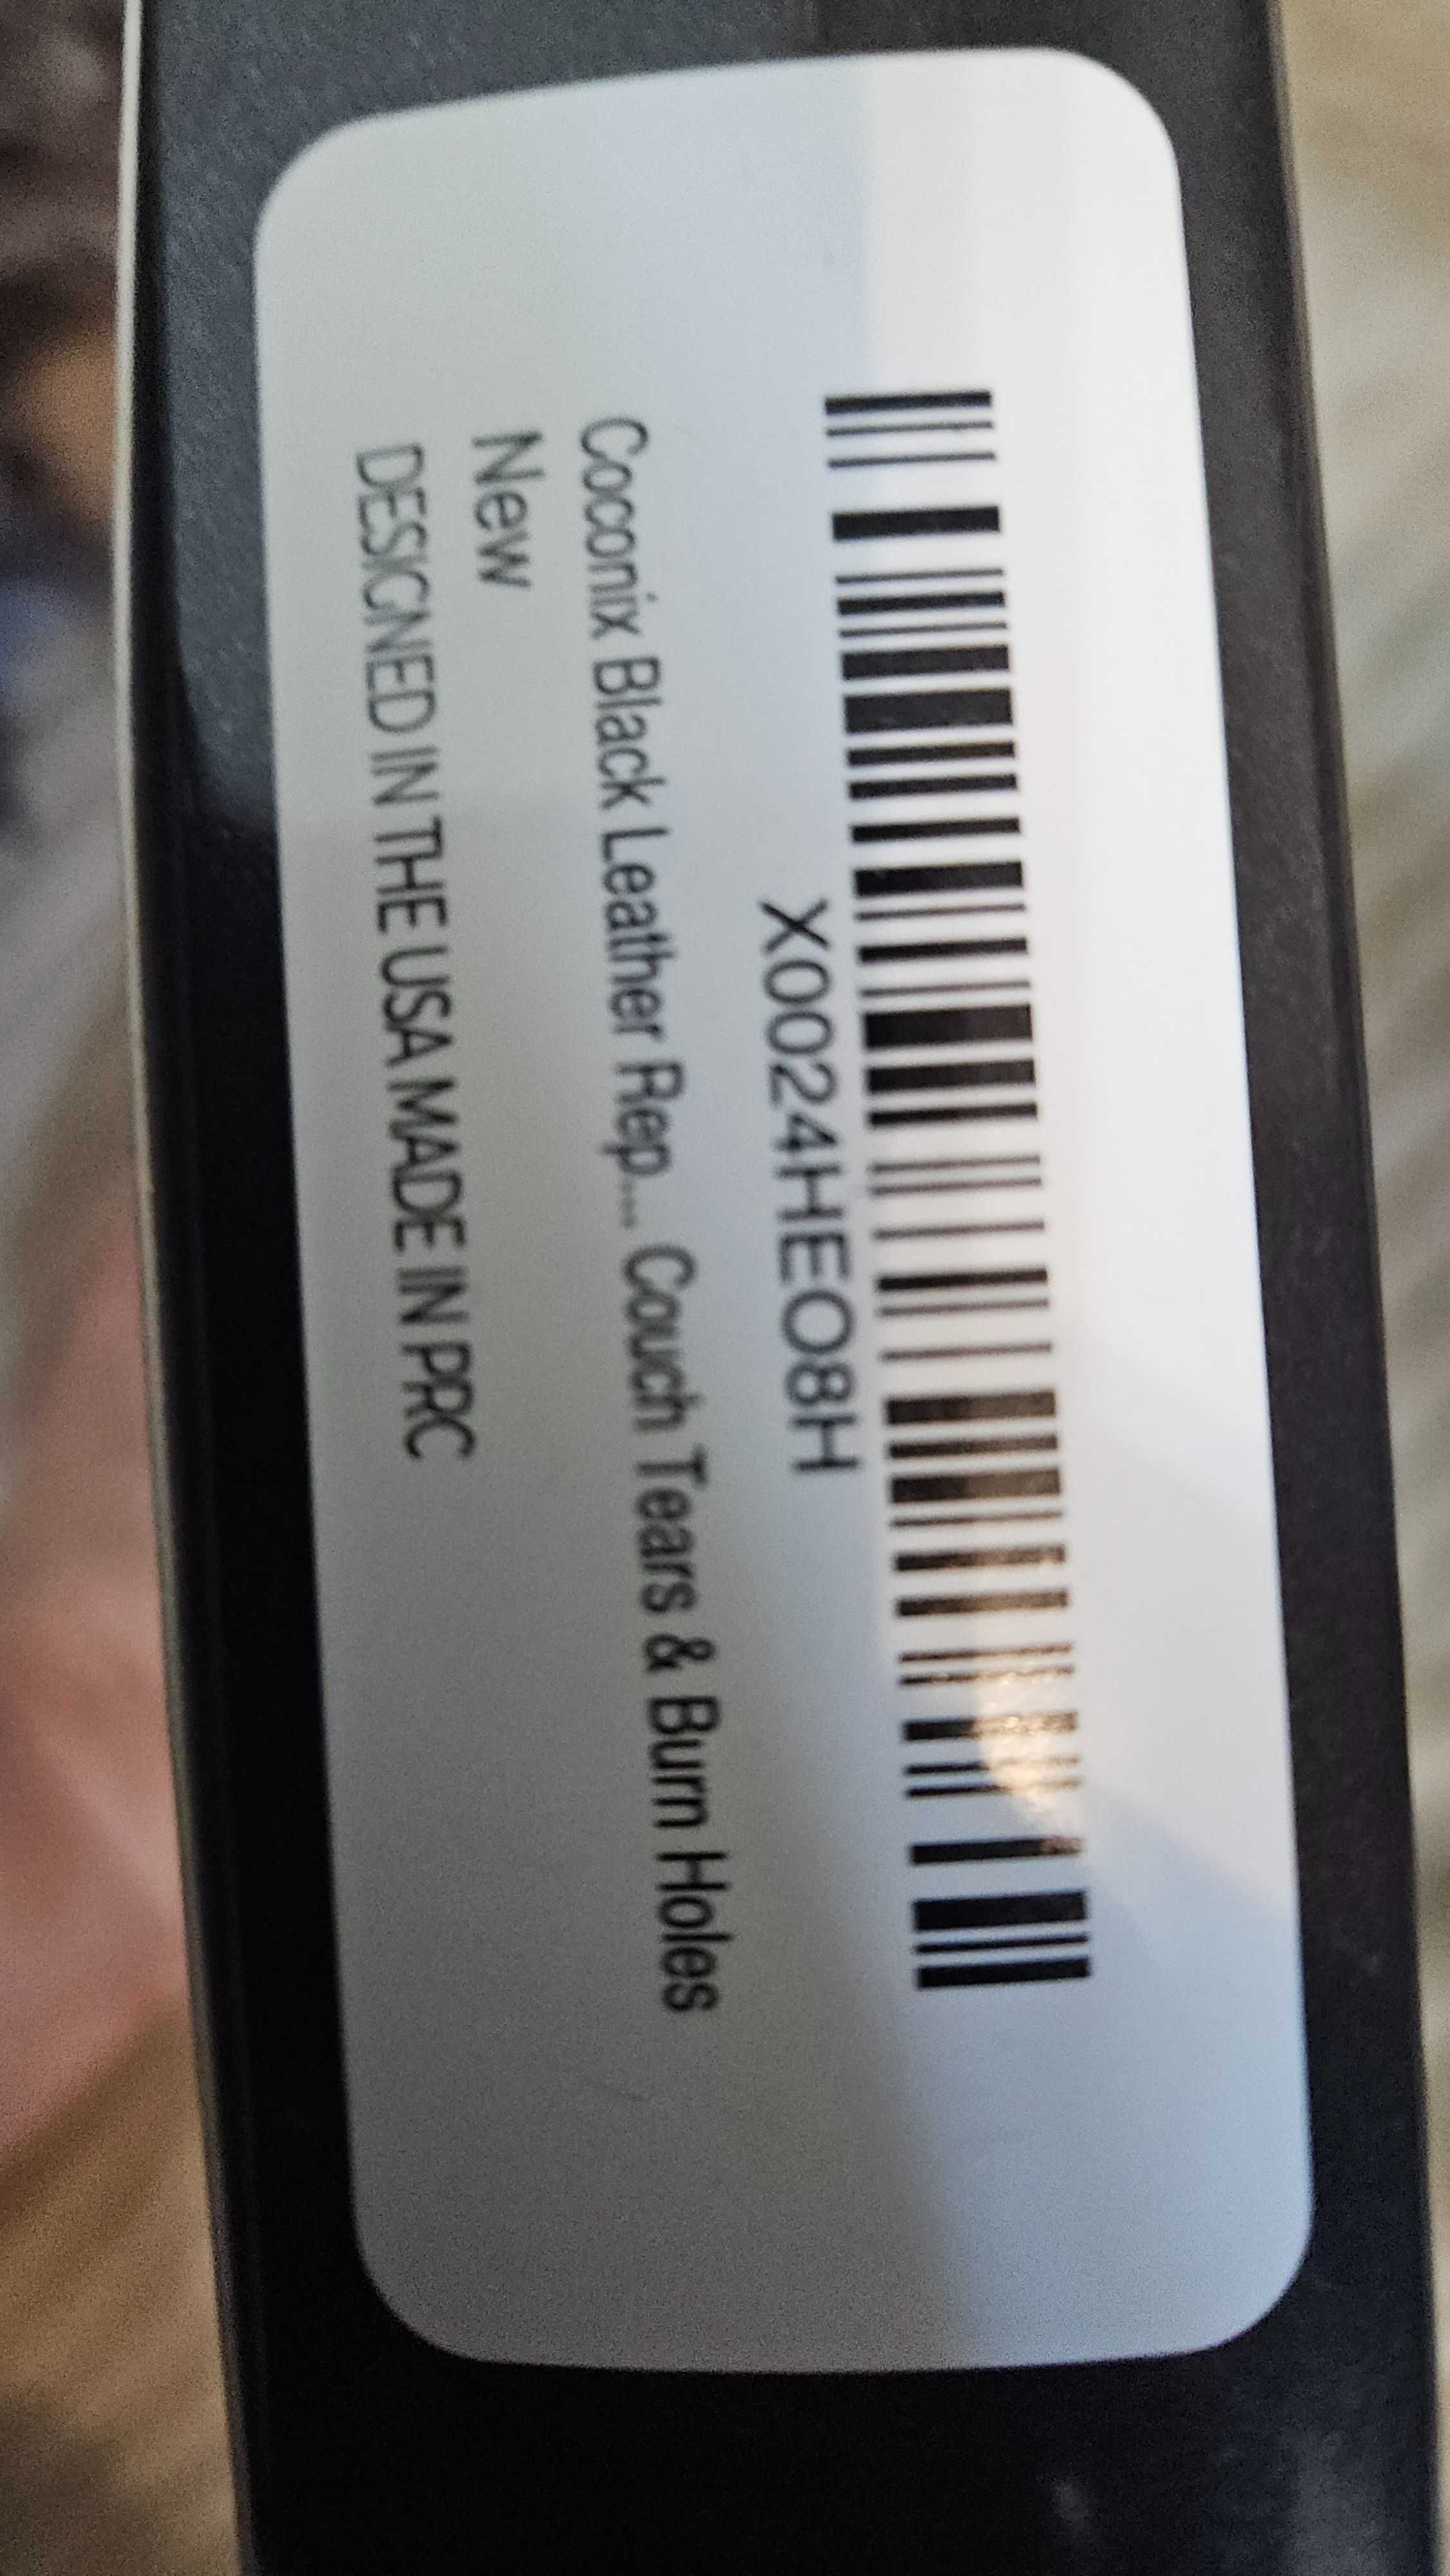 X0024HEO8H
Coconix Black Leather Rep... Couch Tears & Burn Holes
New
DESIGNED IN THE USA MADE IN PRC